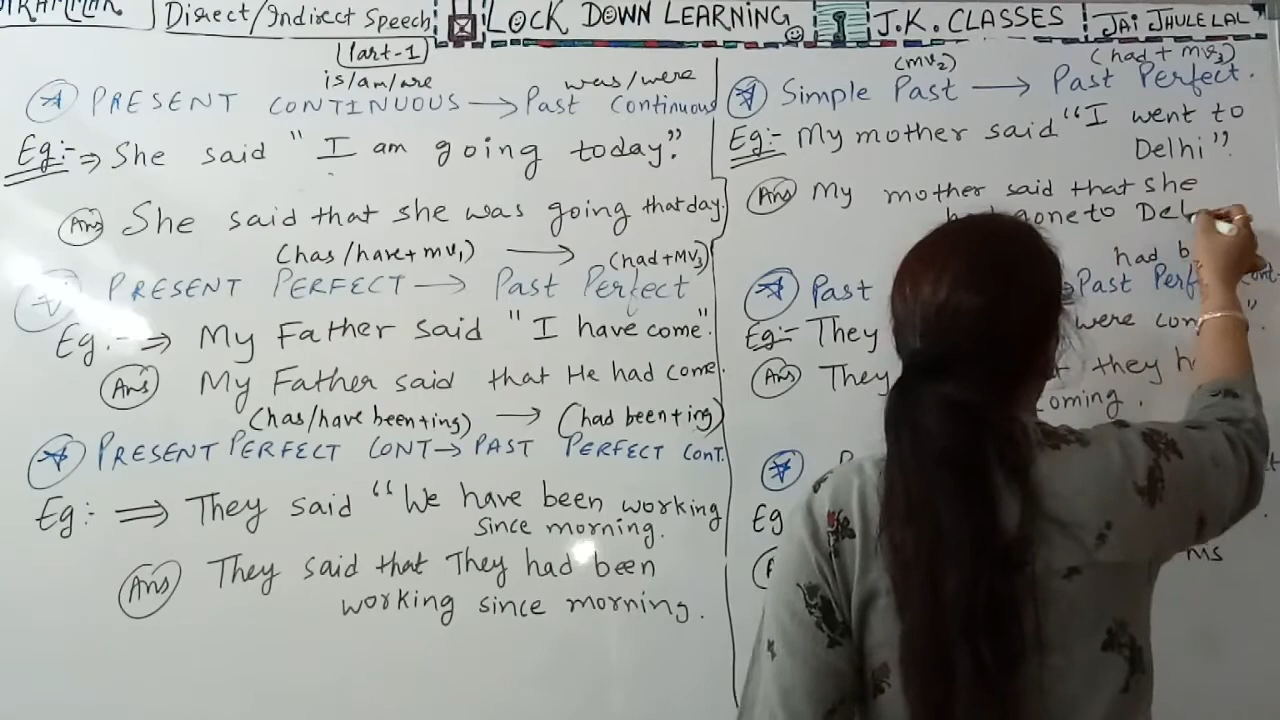 Direct/Indirect Speech
LOCK DOWN LEARNING
J.K. CLASSES
JAI JHULELAL
Part-1
is/am/are
was/were
PRESENT CONTINUOUS → Past Continuous
Eg:- ⇒ She said " I am going today."
Ans She said that she was going that day.
(has/have+mv1) → (had+MV3)
PRESENT PERFECT → Past Perfect
Eg.- ⇒ My Father said " I have come".
Ans My Father said that He had come.
(has/have been+ing) → (had been+ing)
PRESENT PERFECT CONT → PAST PERFECT CONT.
Eg:- ⇒ They said "We have been working
since morning.
Ans They said that They had been
working since morning.
(mv2)
(had + mv3)
Simple Past → Past Perfect.
Eg:- My mother said "I went to
Delhi".
Ans My mother said that she
gone to Del
had b
Past
Past Perf
Eg:- They
were
Ans They
they
coming.
Eg